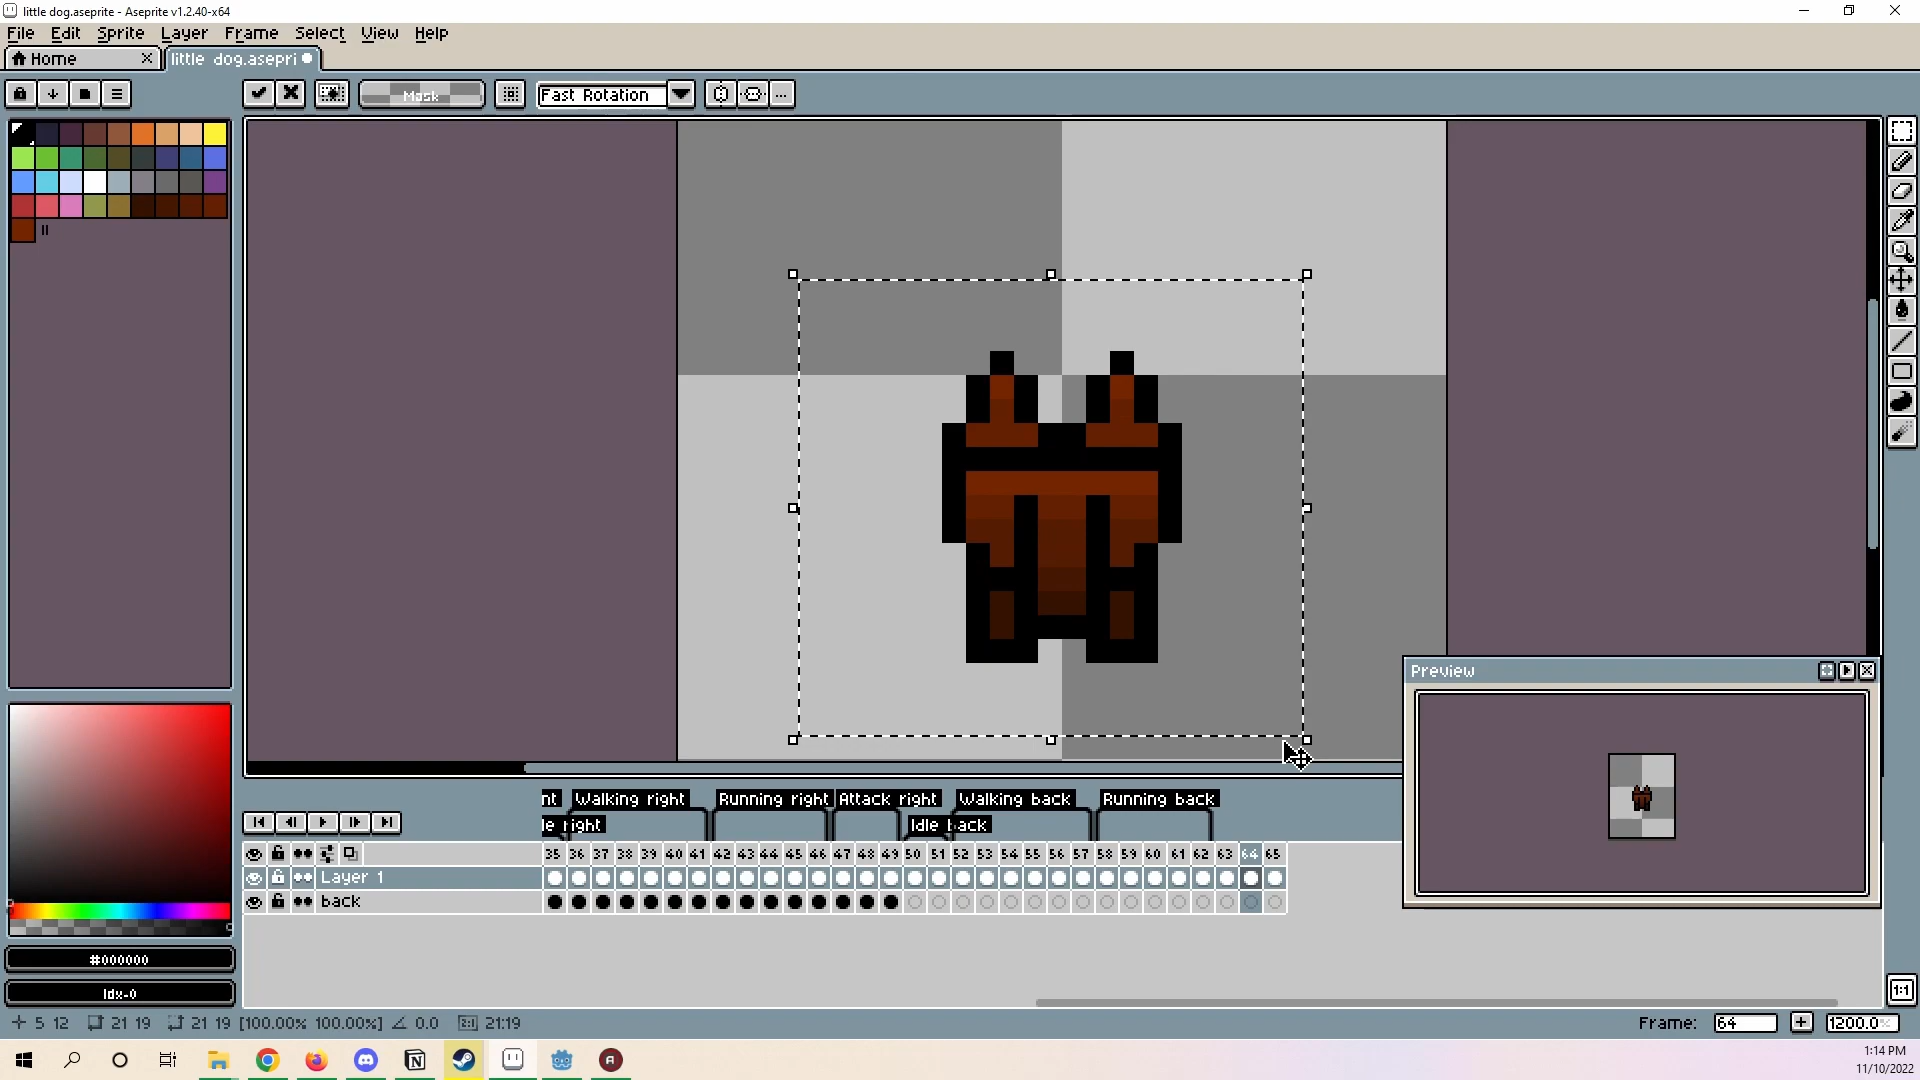 little dog.aseprite - Aseprite v1.2.40-x64
File Edit Sprite Layer Frame Select View Help
Home
little dog.asepri
Mask
Fast Rotation
...
Preview
nt Walking right Running right Attack right Walking back Running back
le right Idle back
35 36 37 38 39 40 41 42 43 44 45 46 47 48 49 50 51 52 53 54 55 56 57 58 59 60 61 62 63 64 65
Layer 1
back
#000000
Idx-0
1:1
5 12 21 19 21 19 [100.00% 100.00%] 0.0 21:19
Frame: 64 + 1200.0%
1:14 PM
11/10/2022